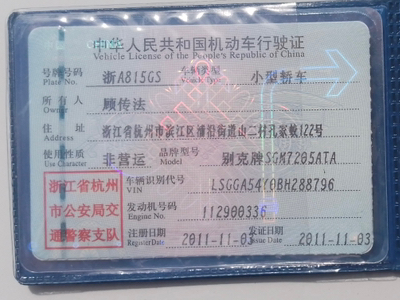 中华人民共和国机动车行驶证
Vehicle License of the People's Republic of China
号牌号码 浙A815GS 车辆类型 小型轿车
Plate No. Vehicle Type
所有人 顾传法
Owner
住址 浙江省杭州市滨江区浦沿街道山二村孔家埭122号
Address
使用性质 非营运 品牌型号 别克牌SGM7205ATA
Use Character Model
浙江省杭州
市公安局交
通警察支队
车辆识别代号 LSGGA54Y0BH288796
VIN
发动机号码 112900336
Engine No.
注册日期 2011-11-03 发证日期 2011-11-03
Register Date Issue Date